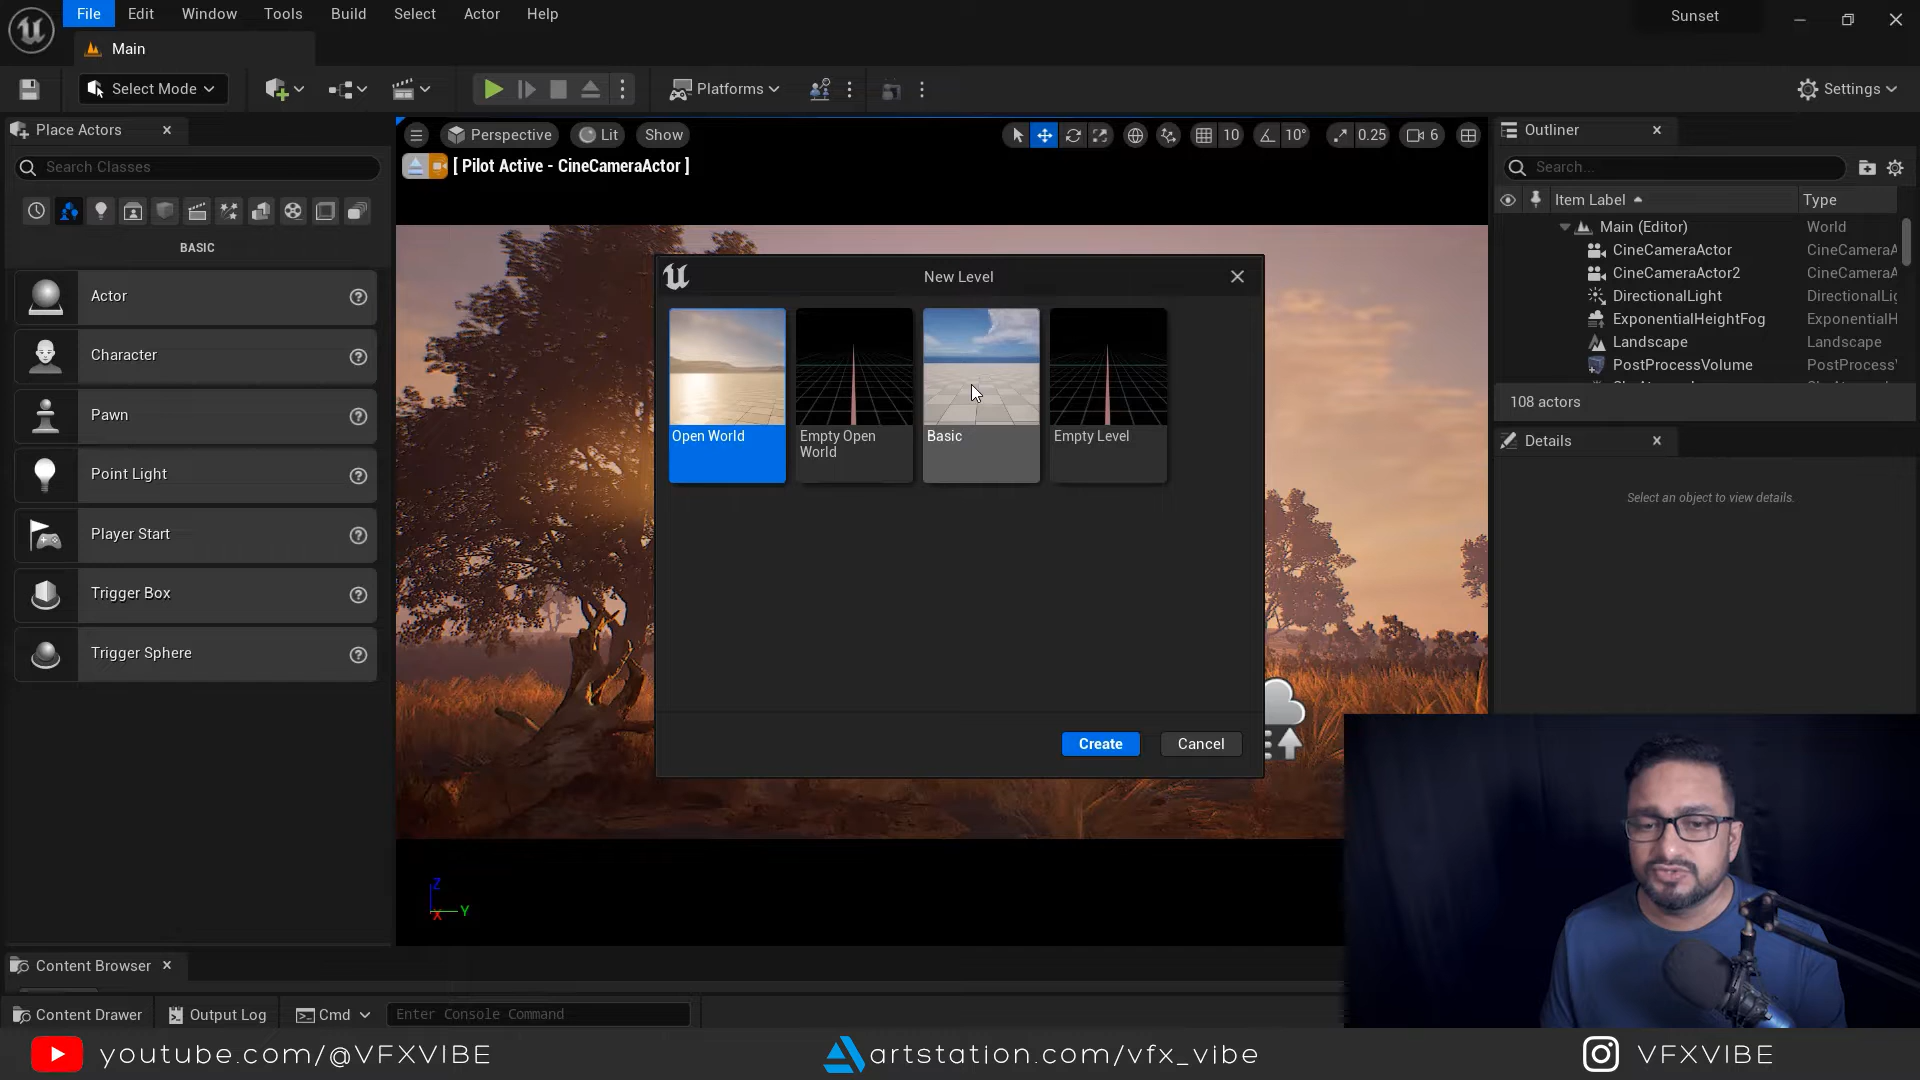 File Edit Window Tools Build Select Actor Help Sunset
Main
Select Mode Platforms Settings
Place Actors
Search Classes
BASIC
Actor
Character
Pawn
Point Light
Player Start
Trigger Box
Trigger Sphere
Perspective Lit Show 10 10° 0.25 6
[ Pilot Active - CineCameraActor ]
New Level
Open World
Empty Open
World
Basic
Empty Level
Create Cancel
Z
X Y
Outliner
Search...
Item Label Type
Main (Editor) World
CineCameraActor CineCameraA
CineCameraActor2 CineCameraA
DirectionalLight DirectionalLig
ExponentialHeightFog ExponentialH
Landscape Landscape
PostProcessVolume PostProcess
108 actors
Details
Select an object to view details.
Content Browser
Content Drawer Output Log Cmd Enter Console Command
youtube.com/@VFXVIBE artstation.com/vfx_vibe VFXVIBE